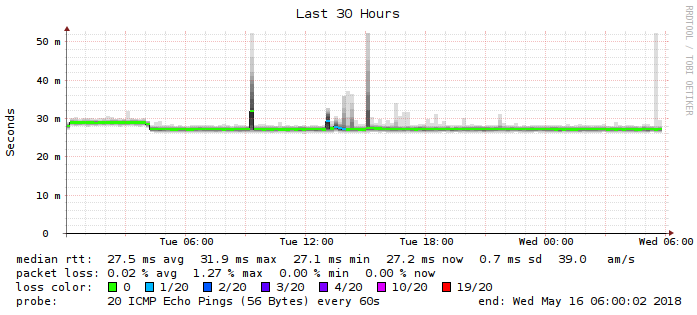 Last 30 Hours
RRDTOOL / TOBI OETIKER
Seconds
50 m
40 m
30 m
20 m
10 m
0
Tue 06:00 Tue 12:00 Tue 18:00 Wed 00:00 Wed 06:00
median rtt: 27.5 ms avg 31.9 ms max 27.1 ms min 27.2 ms now 0.7 ms sd 39.0 am/s
packet loss: 0.02 % avg 1.27 % max 0.00 % min 0.00 % now
loss color: 0 1/20 2/20 3/20 4/20 10/20 19/20
probe: 20 ICMP Echo Pings (56 Bytes) every 60s end: Wed May 16 06:00:02 2018